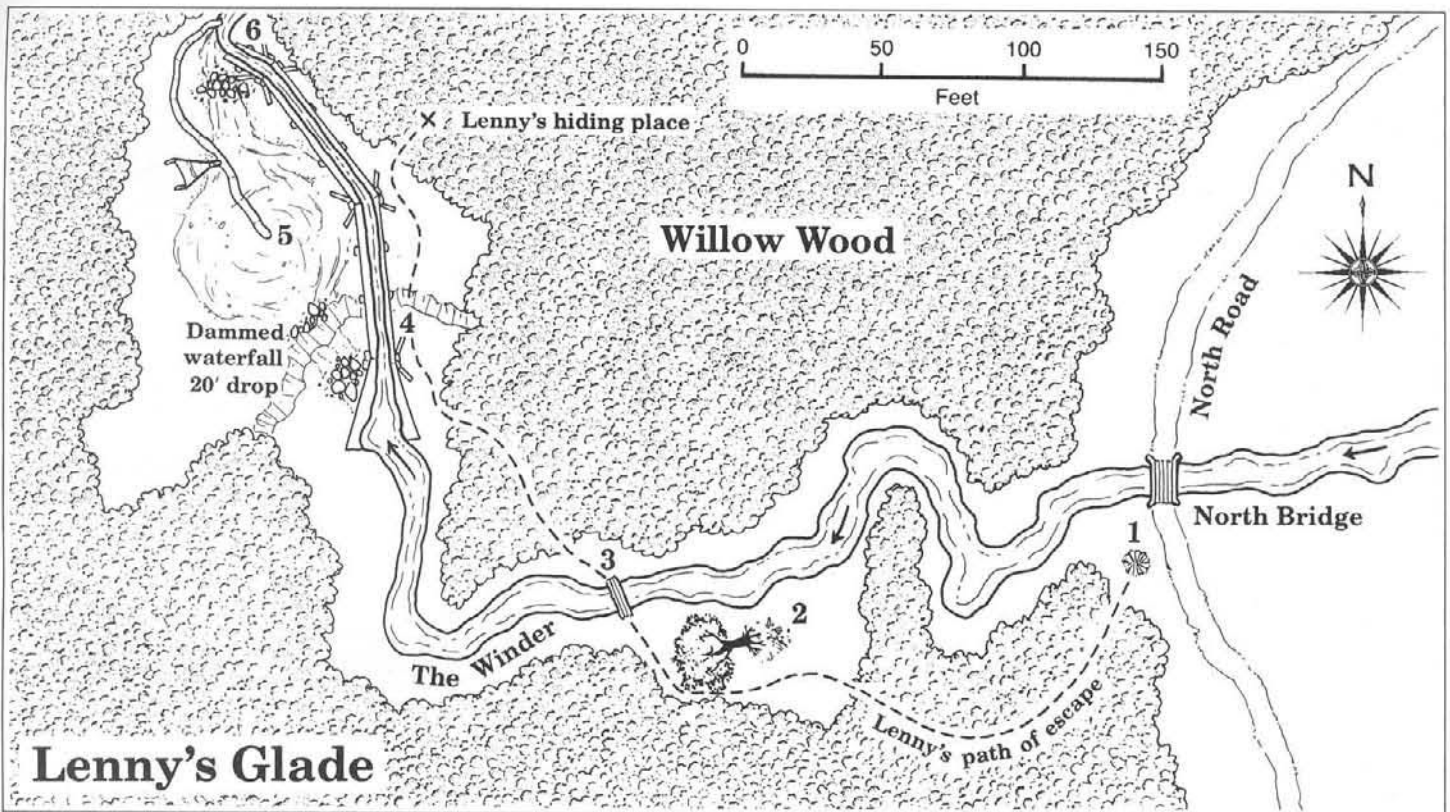 6
0 50 100 150
Feet
× Lenny's hiding place
N
Willow Wood
5
North Road
Dammed
waterfall
20' drop
4
North Bridge
1
3
2
The Winder
Lenny's path of escape
Lenny's Glade